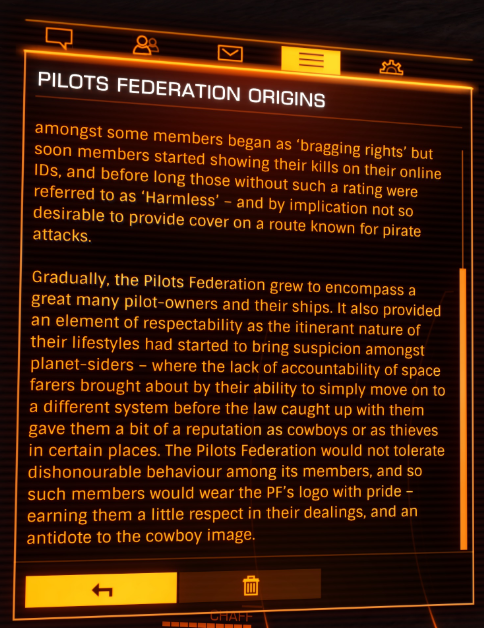 PILOTS FEDERATION ORIGINS
amongst some members began as ‘bragging rights’ but
soon members started showing their kills on their online
IDs, and before long those without such a rating were
referred to as ‘Harmless’ – and by implication not so
desirable to provide cover on a route known for pirate
attacks.
Gradually, the Pilots Federation grew to encompass a
great many pilot-owners and their ships. It also provided
an element of respectability as the itinerant nature of
their lifestyles had started to bring suspicion amongst
planet-siders – where the lack of accountability of space
farers brought about by their ability to simply move on to
a different system before the law caught up with them
gave them a bit of a reputation as cowboys or as thieves
in certain places. The Pilots Federation would not tolerate
dishonourable behaviour among its members, and so
such members would wear the PF's logo with pride –
earning them a little respect in their dealings, and an
antidote to the cowboy image.
CHAFF